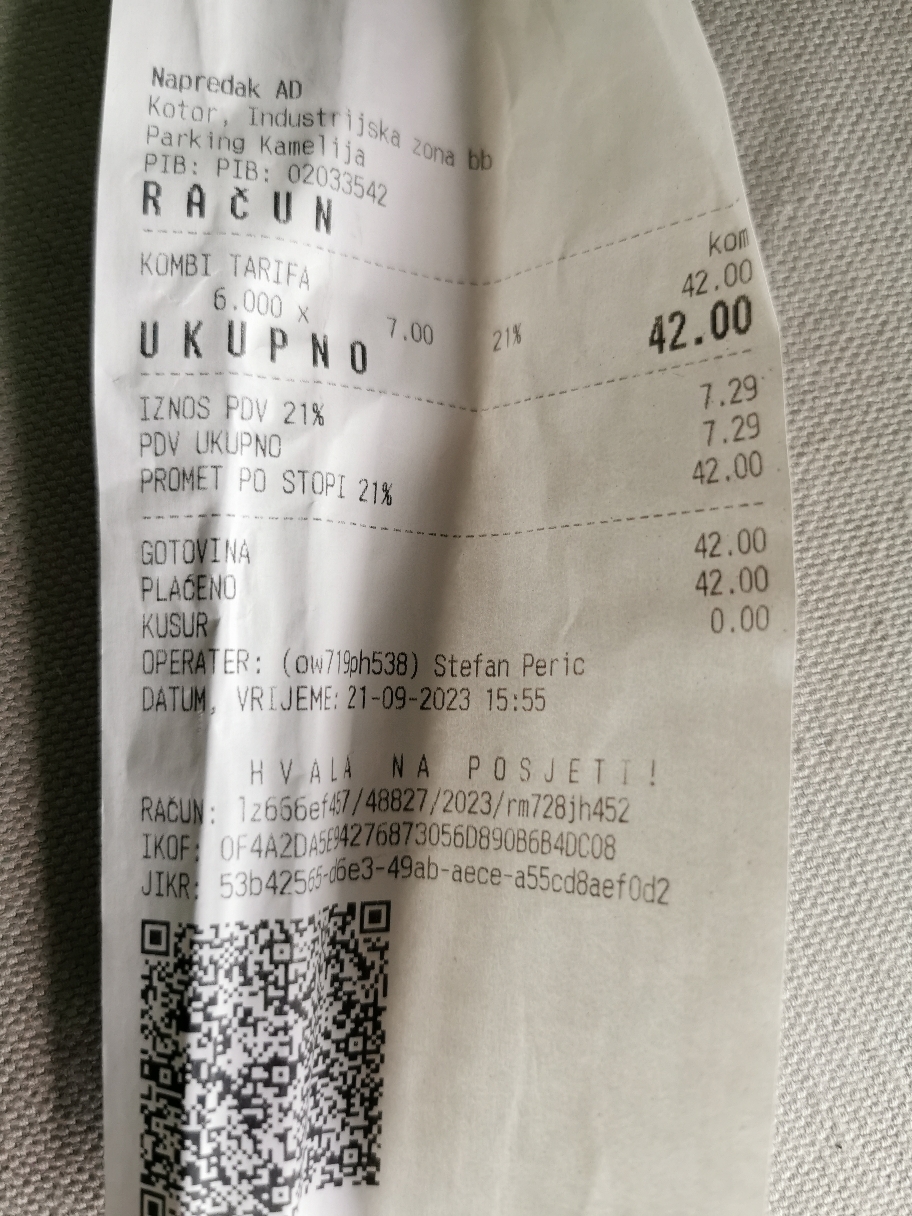 Napredak AD
Kotor, Industrijska zona bb
Parking Kamelija
PIB: PIB: 02033542
RAČUN
kom
KOMBI TARIFA 42.00
6.000 x 7.00 21%
UKUPNO 42.00
IZNOS PDV 21% 7.29
PDV UKUPNO 7.29
PROMET PO STOPI 21% 42.00
GOTOVINA 42.00
PLAĆENO 42.00
KUSUR 0.00
OPERATER: (ow719ph538) Stefan Peric
DATUM, VRIJEME: 21-09-2023 15:55
HVALA NA POSJETI!
RAČUN: lz666ef457/48827/2023/rm728jh452
IKOF: 0F4A2DA5E94276873056D890B6B4DC08
JIKR: 53b42565-d6e3-49ab-aece-a55cd8aef0d2